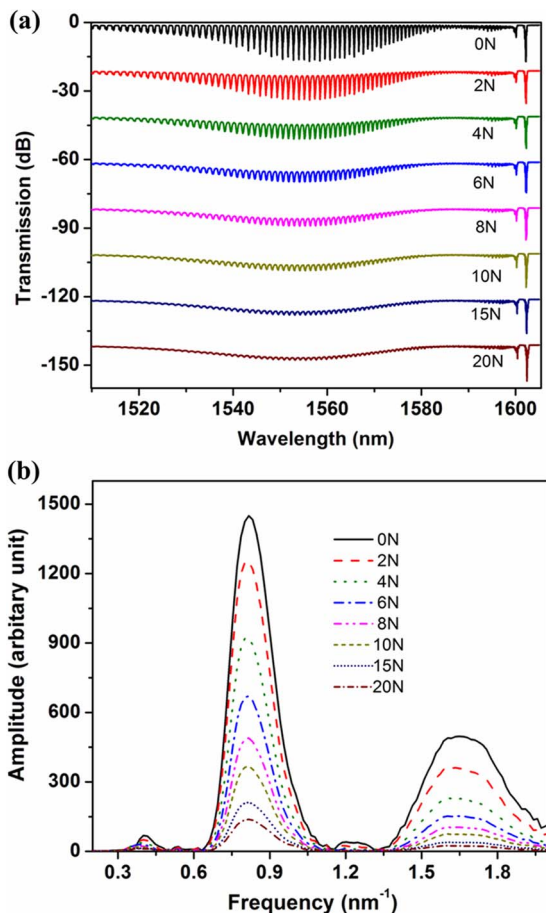 (a)
0
-30
-60
-90
-120
-150
Transmission (dB)
0N
2N
4N
6N
8N
10N
15N
20N
1520
1540
1560
1580
1600
Wavelength (nm)
(b)
1500
1200
900
600
300
0
Amplitude (arbitary unit)
0N
2N
4N
6N
8N
10N
15N
20N
0.3
0.6
0.9
1.2
1.5
1.8
Frequency (nm⁻¹)